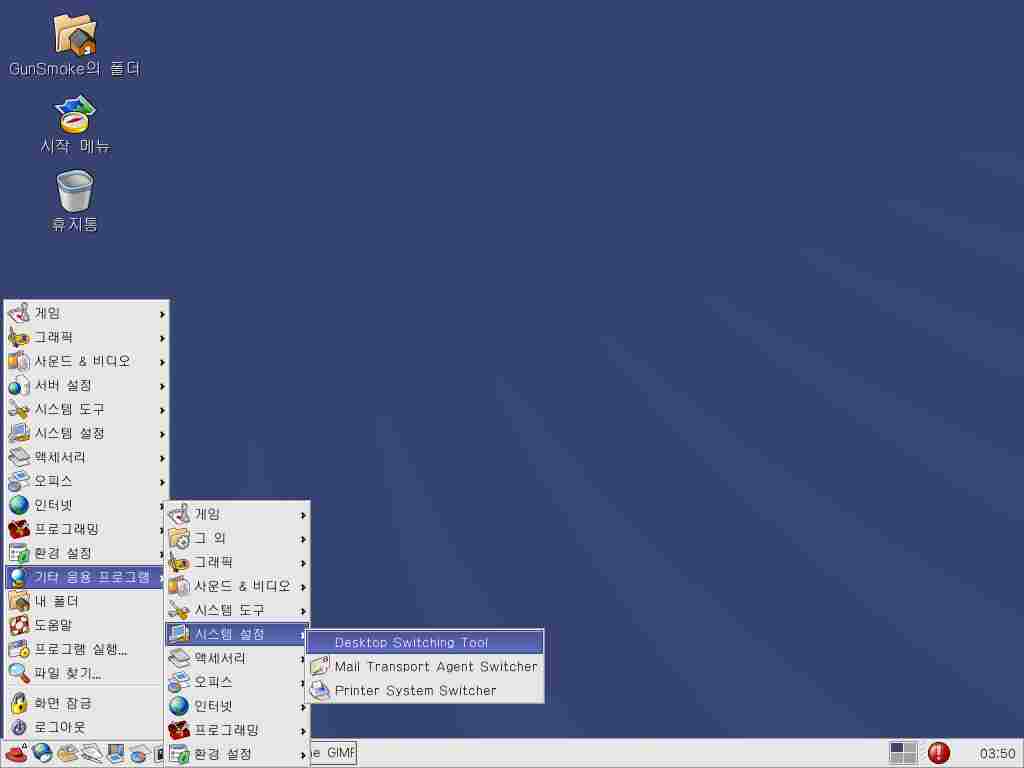 GunSmoke의 폴더
시작 메뉴
휴지통
게임
그래픽
사운드 & 비디오
서버 설정
시스템 도구
시스템 설정
액세서리
오피스
인터넷
프로그래밍
환경 설정
기타 응용 프로그램
내 폴더
도움말
프로그램 실행...
파일 찾기...
화면 잠금
로그아웃
게임
그 외
그래픽
사운드 & 비디오
시스템 도구
시스템 설정
액세서리
오피스
인터넷
프로그래밍
환경 설정
Desktop Switching Tool
Mail Transport Agent Switcher
Printer System Switcher
GIMP
03:50